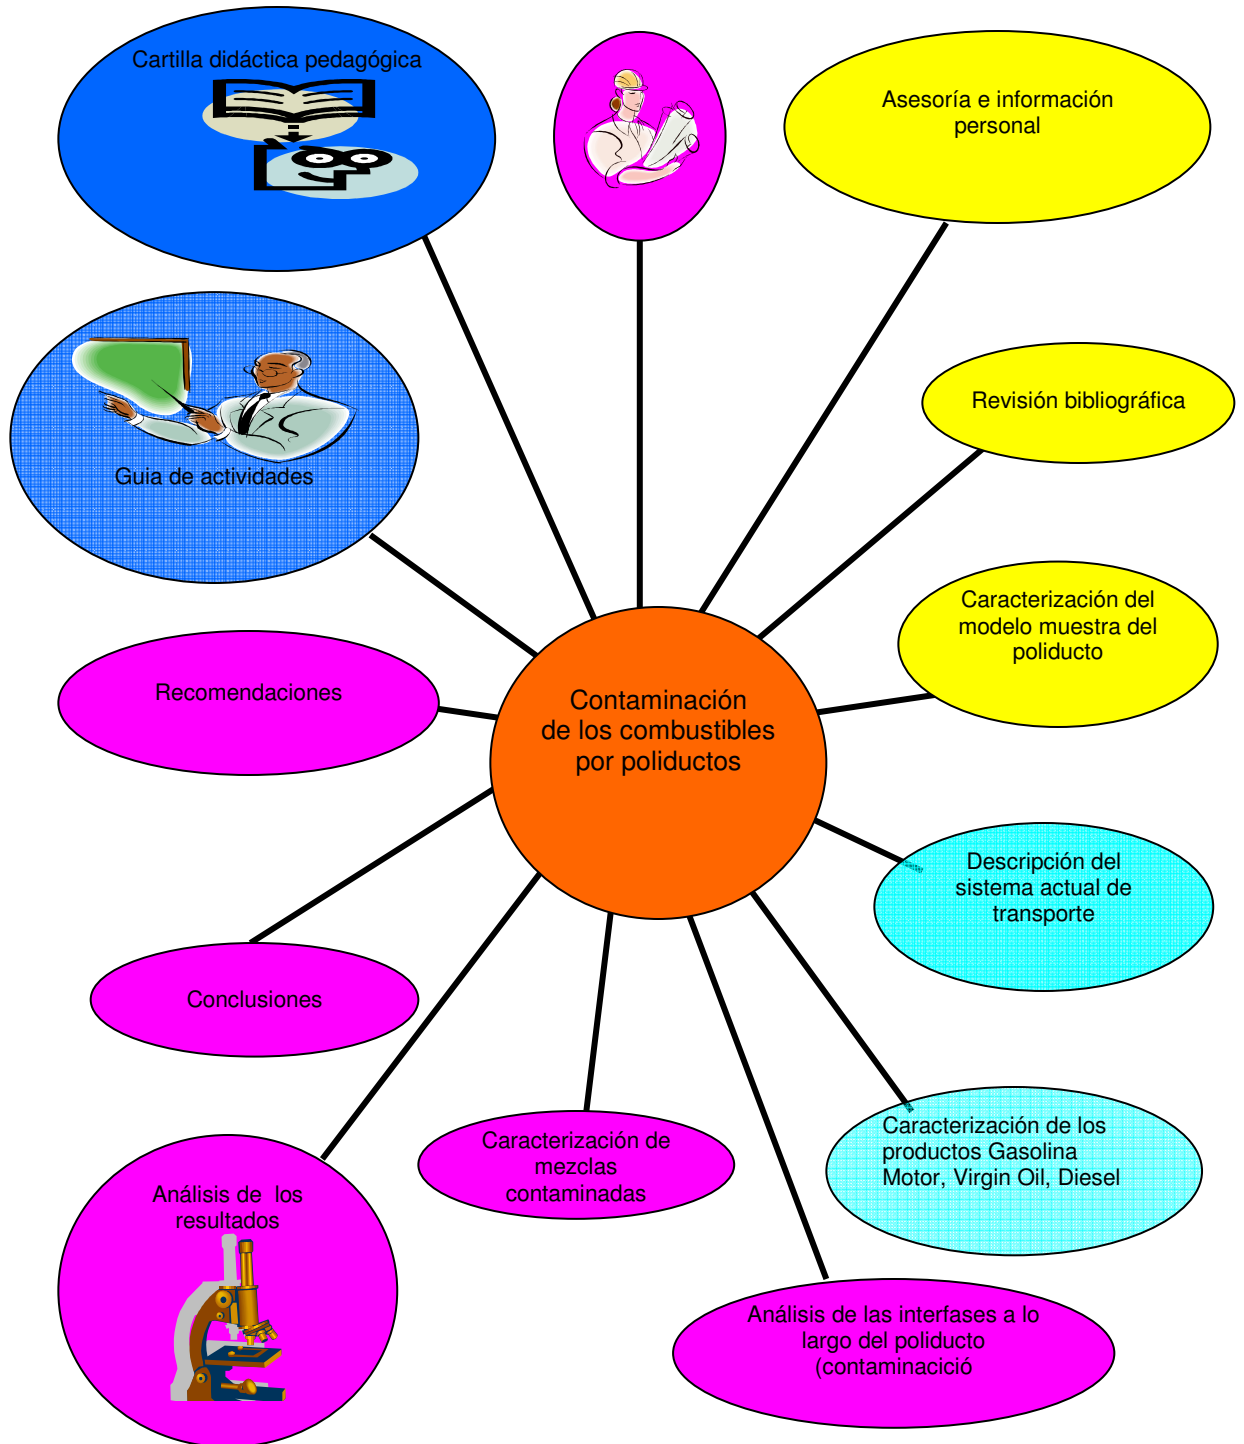 Cartilla didáctica pedagógica
Asesoría e información
personal
Revisión bibliográfica
Guia de actividades
Caracterización del
modelo muestra del
poliducto
Recomendaciones
Contaminación
de los combustibles
por poliductos
Descripción del
sistema actual de
transporte
Conclusiones
Caracterización de los
productos Gasolina
Motor, Virgin Oil, Diesel
Caracterización de
mezclas
contaminadas
Análisis de los
resultados
Análisis de las interfases a lo
largo del poliducto
(contaminacició